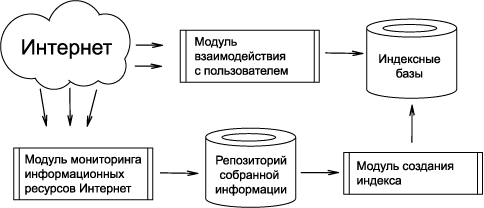 Интернет
Модуль
взаимодействия
с пользователем
Индексные
базы
Модуль мониторинга
информационных
ресурсов Интернет
Репозиторий
собранной
информации
Модуль создания
индекса